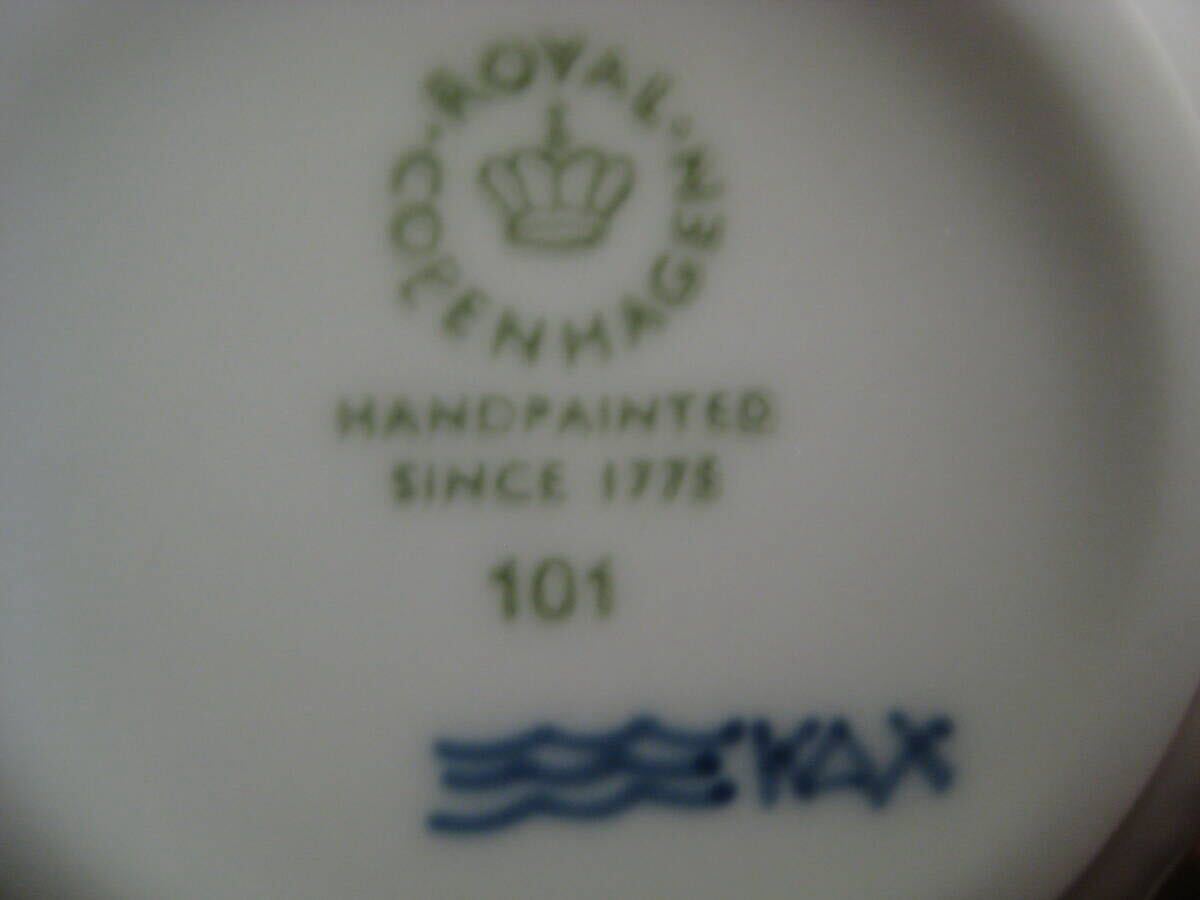 ROYAL
COPENHAGEN
HANDPAINTED
SINCE 1775
101